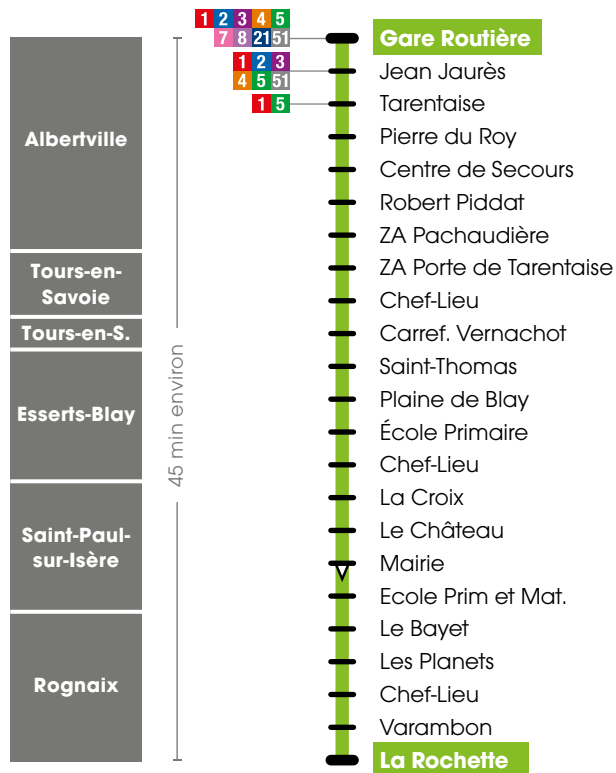 1 2 3 4 5
7 8 21 51
Gare Routière
1 2 3
4 5 51
Jean Jaurès
1 5
Tarentaise
Albertville
Pierre du Roy
Centre de Secours
Robert Piddat
ZA Pachaudière
Tours-en-
Savoie
ZA Porte de Tarentaise
Chef-Lieu
Tours-en-S.
Carref. Vernachot
45 min environ
Esserts-Blay
Saint-Thomas
Plaine de Blay
École Primaire
Chef-Lieu
Saint-Paul-
sur-Isère
La Croix
Le Château
Mairie
Ecole Prim et Mat.
Rognaix
Le Bayet
Les Planets
Chef-Lieu
Varambon
La Rochette